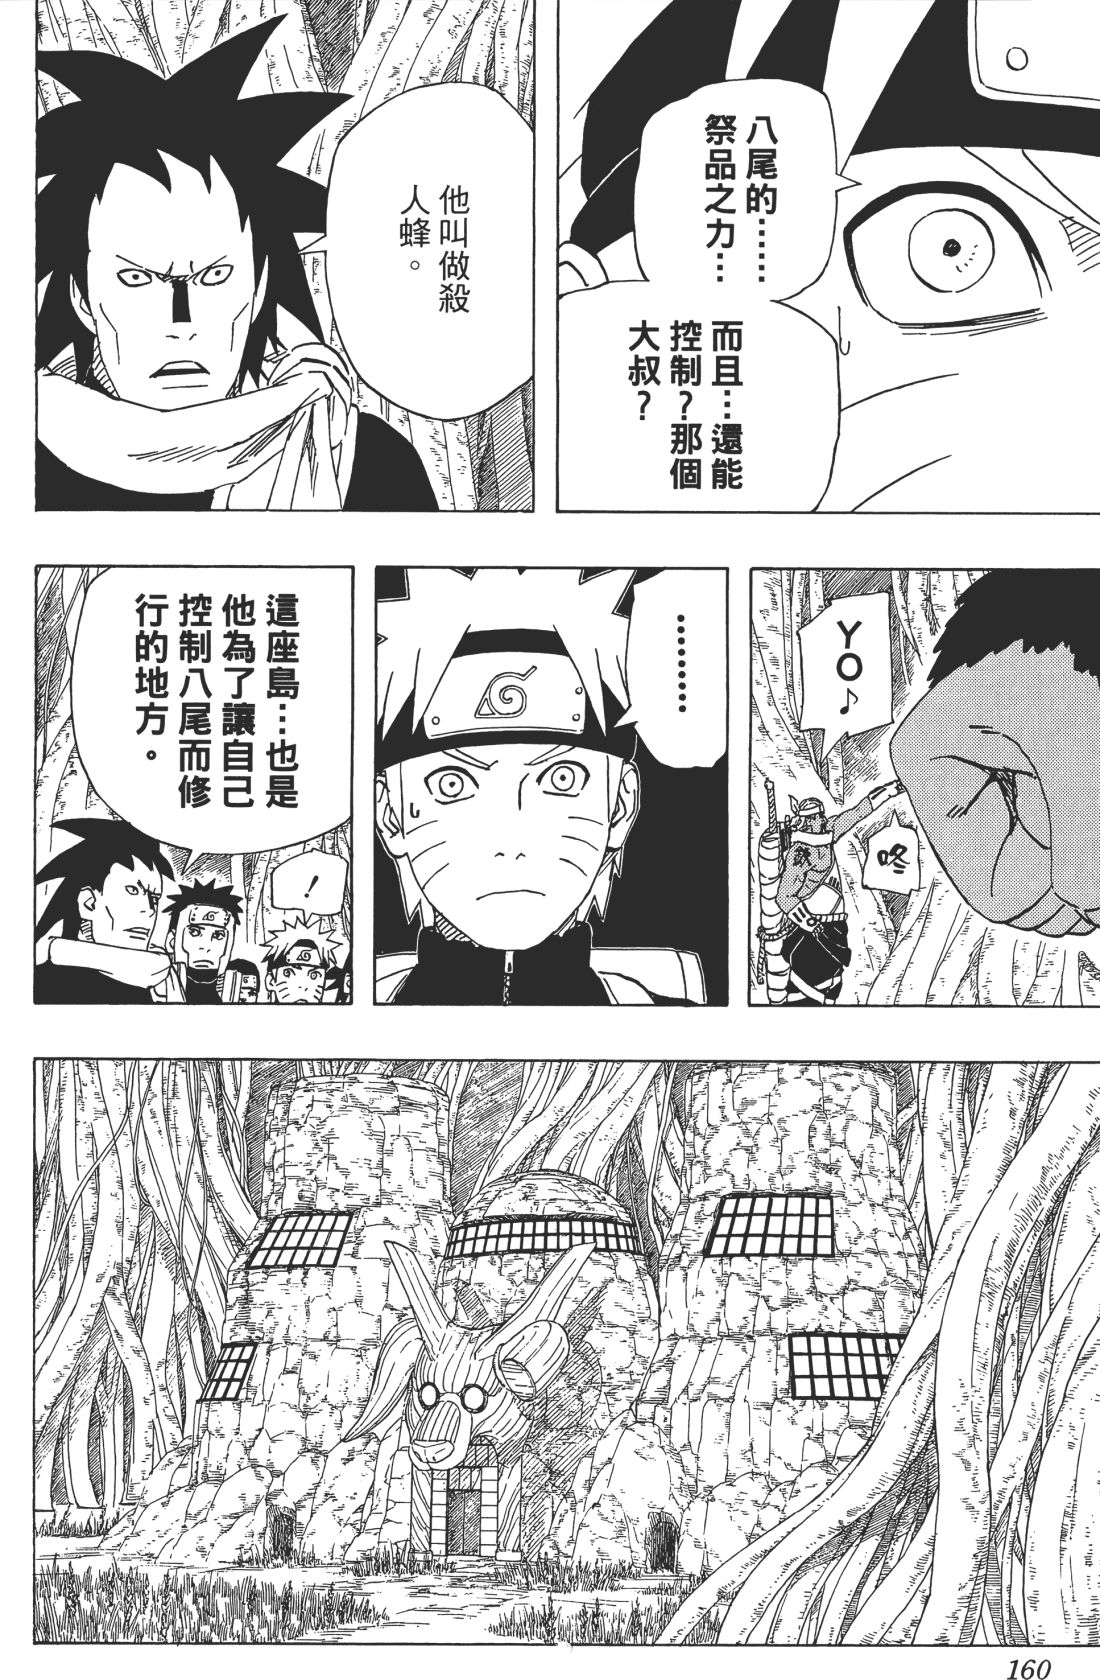 八尾的……
祭品之力…
而且…還能
控制？那個
大叔？
他叫做殺
人蜂。
YO♪
咚
………
這座島…也是
他為了讓自己
控制八尾而修
行的地方。
！
160